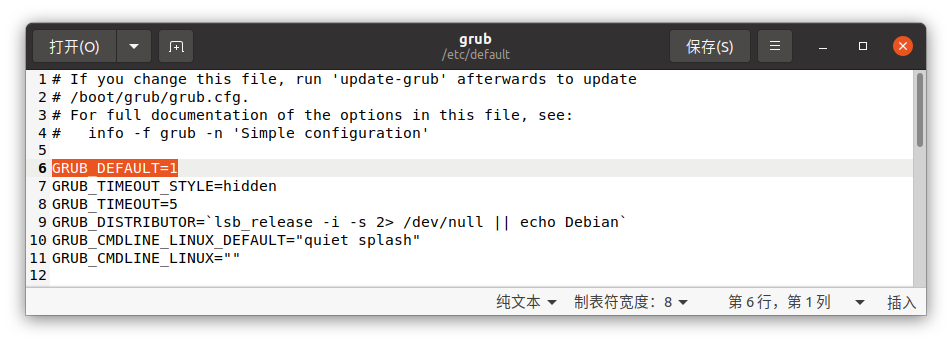 打开(O)
grub
/etc/default
保存(S)
1 # If you change this file, run 'update-grub' afterwards to update
2 # /boot/grub/grub.cfg.
3 # For full documentation of the options in this file, see:
4 #   info -f grub -n 'Simple configuration'
5
6 GRUB_DEFAULT=1
7 GRUB_TIMEOUT_STYLE=hidden
8 GRUB_TIMEOUT=5
9 GRUB_DISTRIBUTOR=`lsb_release -i -s 2> /dev/null || echo Debian`
10 GRUB_CMDLINE_LINUX_DEFAULT="quiet splash"
11 GRUB_CMDLINE_LINUX=""
12
纯文本 制表符宽度：8 第 6 行，第 1 列 插入